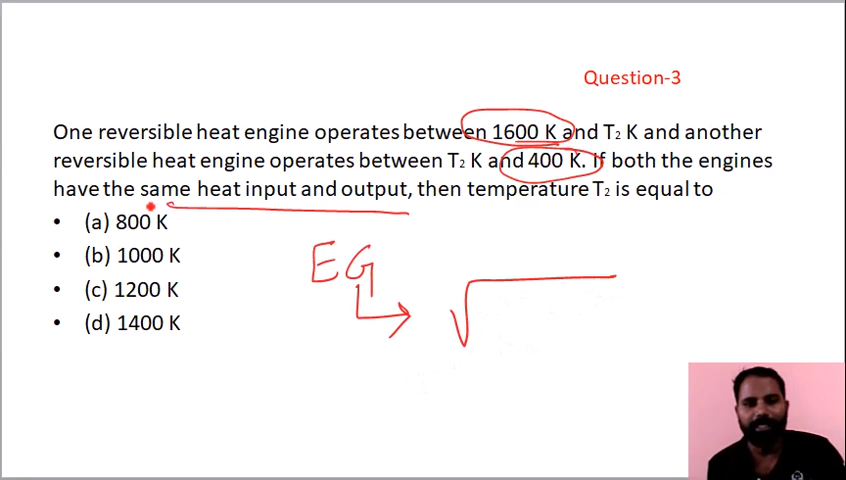 Question-3
One reversible heat engine operates between 1600 K and T₂ K and another
reversible heat engine operates between T₂ K and 400 K. If both the engines
have the same heat input and output, then temperature T₂ is equal to
• (a) 800 K
• (b) 1000 K
• (c) 1200 K
• (d) 1400 K
EG
√